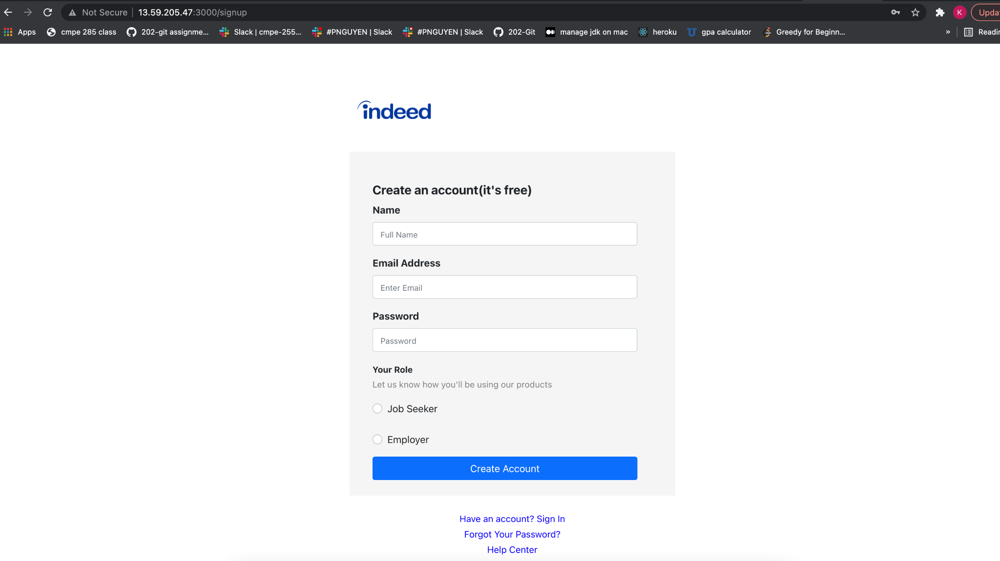 Not Secure | 13.59.205.47:3000/signup K Upda
Apps cmpe 285 class 202-git assignme... Slack | cmpe-255... #PNGUYEN | Slack #PNGUYEN | Slack 202-Git manage jdk on mac heroku gpa calculator Greedy for Beginn... » Readin
indeed
Create an account(it's free)
Name
Full Name
Email Address
Enter Email
Password
Password
Your Role
Let us know how you'll be using our products
Job Seeker
Employer
Create Account
Have an account? Sign In
Forgot Your Password?
Help Center